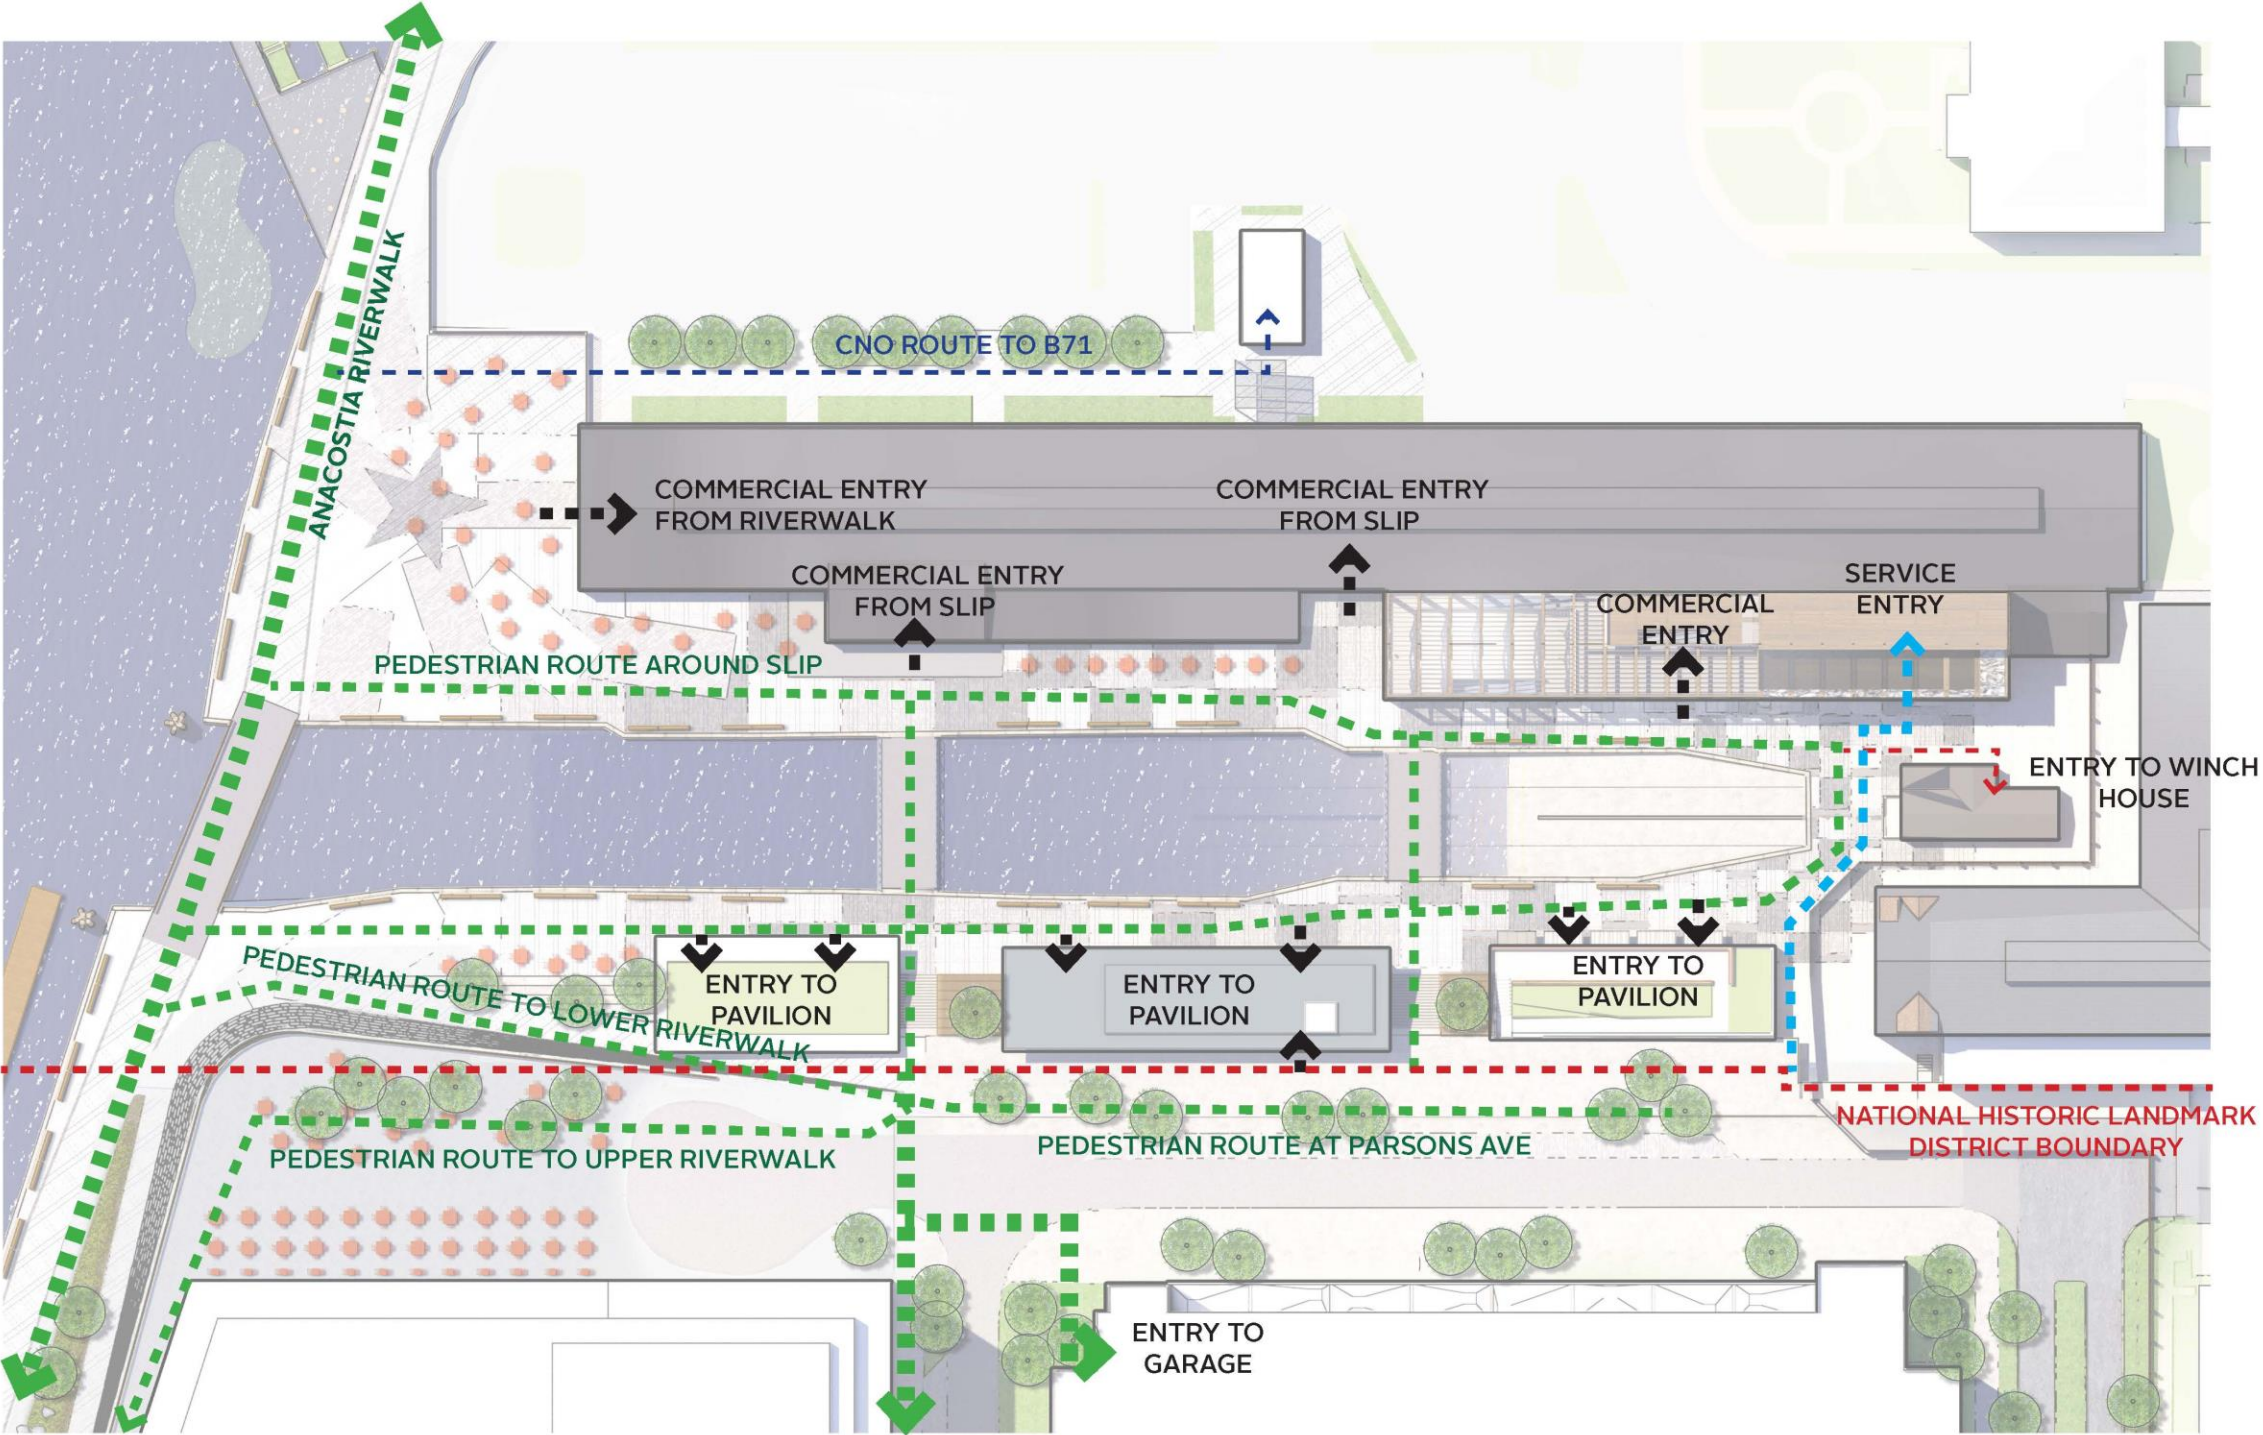 ANACOSTIA RIVERWALK
CNO ROUTE TO B71
COMMERCIAL ENTRY
FROM RIVERWALK
COMMERCIAL ENTRY
FROM SLIP
COMMERCIAL ENTRY
FROM SLIP
COMMERCIAL
ENTRY
SERVICE
ENTRY
PEDESTRIAN ROUTE AROUND SLIP
ENTRY TO WINCH
HOUSE
PEDESTRIAN ROUTE TO LOWER RIVERWALK
ENTRY TO
PAVILION
ENTRY TO
PAVILION
ENTRY TO
PAVILION
NATIONAL HISTORIC LANDMARK
DISTRICT BOUNDARY
PEDESTRIAN ROUTE TO UPPER RIVERWALK
PEDESTRIAN ROUTE AT PARSONS AVE
ENTRY TO
GARAGE